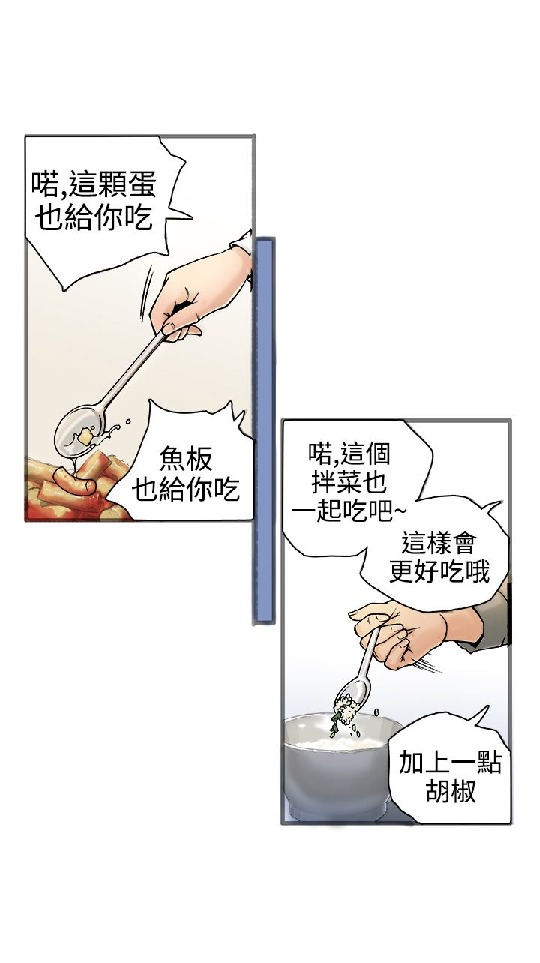 喏,這顆蛋
也給你吃
魚板
也給你吃
喏,這個
拌菜也
一起吃吧~
這樣會
更好吃哦
加上一點
胡椒